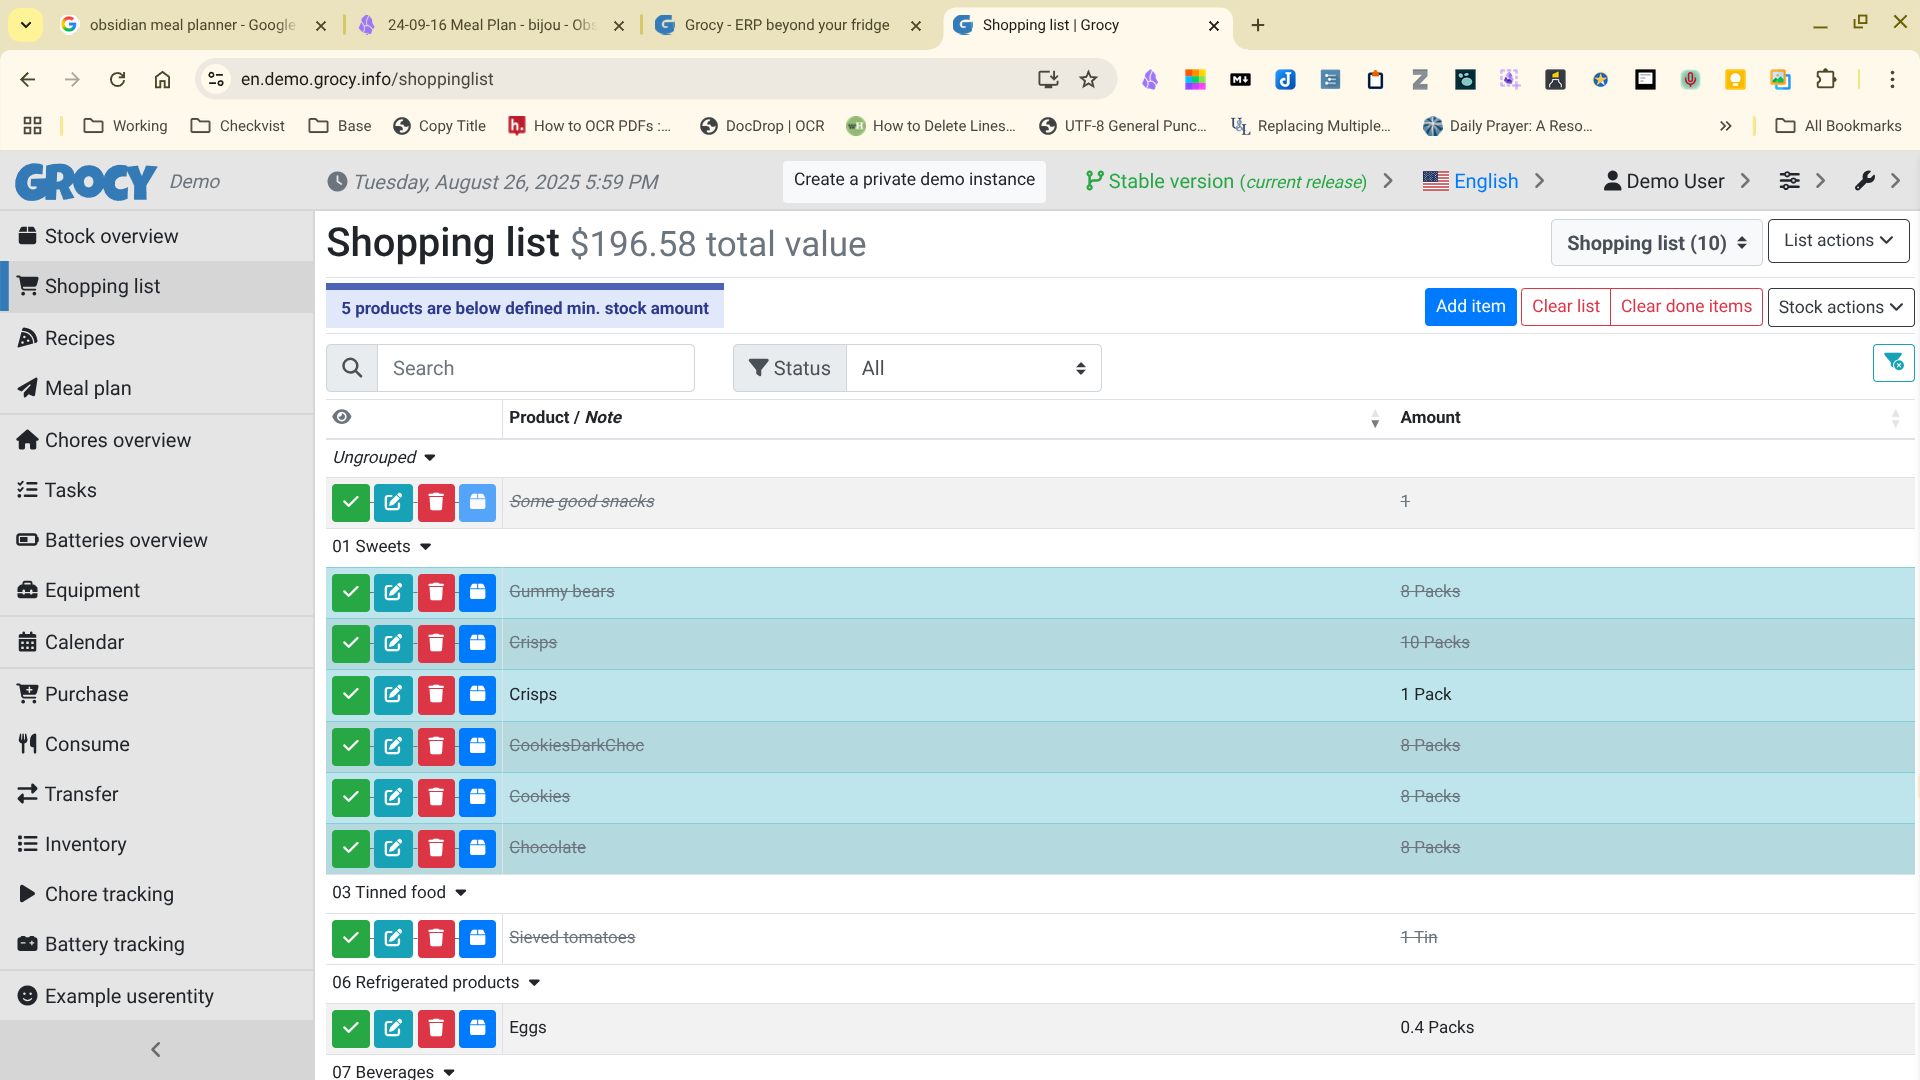 obsidian meal planner - Google
24-09-16 Meal Plan - bijou - Obs
Grocy - ERP beyond your fridge
Shopping list | Grocy
en.demo.grocy.info/shoppinglist
Working
Checkvist
Base
Copy Title
How to OCR PDFs :...
DocDrop | OCR
How to Delete Lines...
UTF-8 General Punc...
Replacing Multiple...
Daily Prayer: A Reso...
All Bookmarks
GROCY Demo
Tuesday, August 26, 2025 5:59 PM
Create a private demo instance
Stable version (current release)
English
Demo User
Stock overview
Shopping list
Recipes
Meal plan
Chores overview
Tasks
Batteries overview
Equipment
Calendar
Purchase
Consume
Transfer
Inventory
Chore tracking
Battery tracking
Example userentity
Shopping list $196.58 total value
Shopping list (10)
List actions
5 products are below defined min. stock amount
Add item
Clear list
Clear done items
Stock actions
Search
Status
All
Product / Note
Amount
Ungrouped
Some good snacks 1
01 Sweets
Gummy bears 8 Packs
Crisps 10 Packs
Crisps 1 Pack
CookiesDarkChoc 8 Packs
Cookies 8 Packs
Chocolate 8 Packs
03 Tinned food
Sieved tomatoes 1 Tin
06 Refrigerated products
Eggs 0.4 Packs
07 Beverages